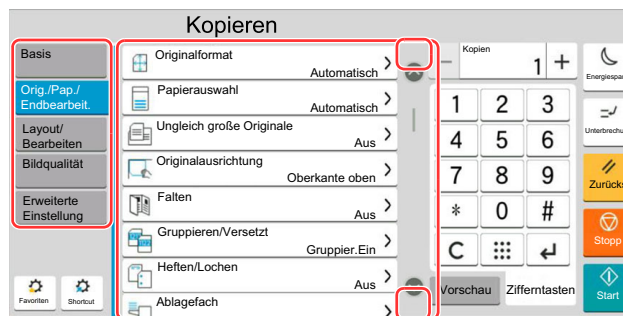 Kopieren
Basis
Orig./Pap./
Endbearbeit.
Layout/
Bearbeiten
Bildqualität
Erweiterte
Einstellung
Favoriten
Shortcut
Originalformat
Automatisch
Papierauswahl
Automatisch
Ungleich große Originale
Aus
Originalausrichtung
Oberkante oben
Falten
Aus
Gruppieren/Versetzt
Gruppier.Ein
Heften/Lochen
Aus
Ablagefach
Kopien
− 1 +
1 2 3
4 5 6
7 8 9
* 0 #
C
Vorschau
Zifferntasten
Energiespar
Unterbrechu
Zurücks
Stopp
Start